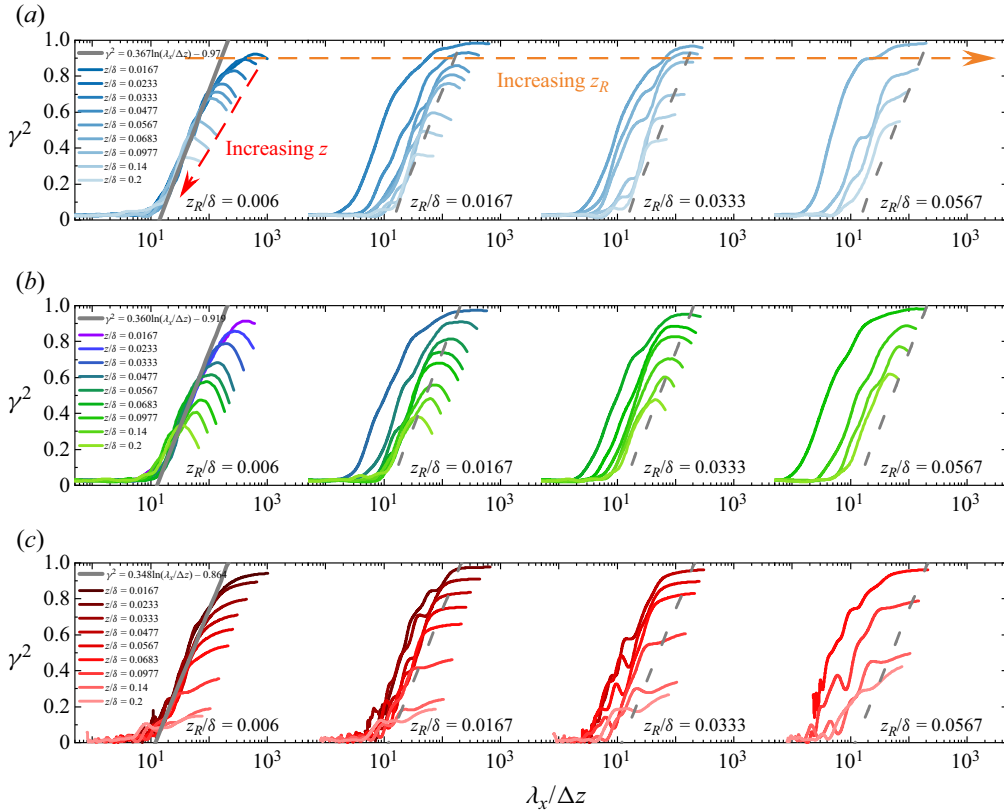 (a)
1.0
0.8
0.6
0.4
0.2
0
γ²
γ² = 0.367ln(λx/Δz) − 0.97
z/δ = 0.0167
z/δ = 0.0233
z/δ = 0.0333
z/δ = 0.0477
z/δ = 0.0567
z/δ = 0.0683
z/δ = 0.0977
z/δ = 0.14
z/δ = 0.2
Increasing z
Increasing zR
zR/δ = 0.006
zR/δ = 0.0167
zR/δ = 0.0333
zR/δ = 0.0567
10¹ 10³ 10¹ 10³ 10¹ 10³ 10¹ 10³
(b)
1.0
0.8
0.6
0.4
0.2
0
γ²
γ² = 0.360ln(λx/Δz) − 0.919
z/δ = 0.0167
z/δ = 0.0233
z/δ = 0.0333
z/δ = 0.0477
z/δ = 0.0567
z/δ = 0.0683
z/δ = 0.0977
z/δ = 0.14
z/δ = 0.2
zR/δ = 0.006
zR/δ = 0.0167
zR/δ = 0.0333
zR/δ = 0.0567
10¹ 10³ 10¹ 10³ 10¹ 10³ 10¹ 10³
(c)
1.0
0.8
0.6
0.4
0.2
0
γ²
γ² = 0.348ln(λx/Δz) − 0.864
z/δ = 0.0167
z/δ = 0.0233
z/δ = 0.0333
z/δ = 0.0477
z/δ = 0.0567
z/δ = 0.0683
z/δ = 0.0977
z/δ = 0.14
z/δ = 0.2
zR/δ = 0.006
zR/δ = 0.0167
zR/δ = 0.0333
zR/δ = 0.0567
10¹ 10³ 10¹ 10³ 10¹ 10³ 10¹ 10³
λx/Δz